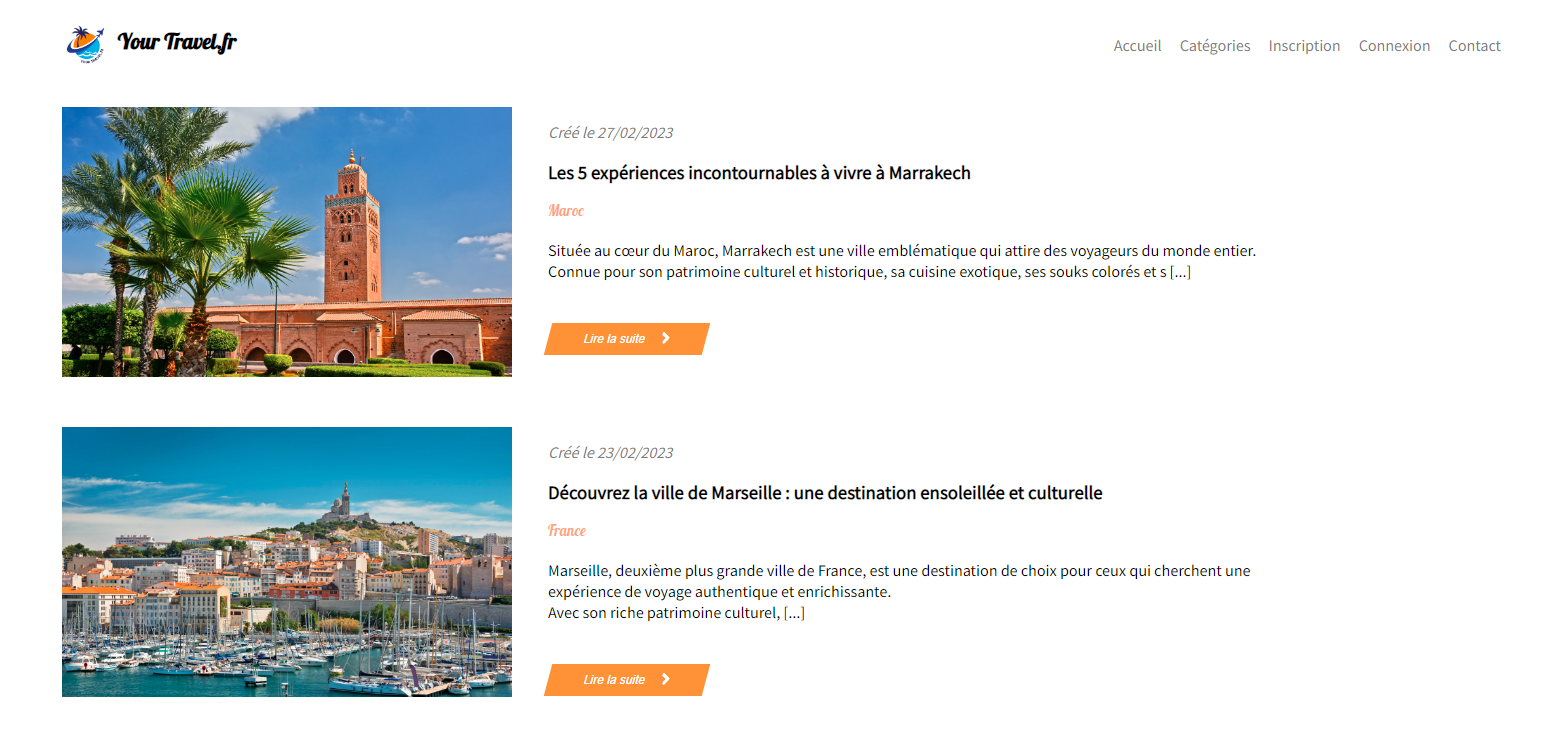 Your Travel.fr
Accueil Catégories Inscription Connexion Contact
Créé le 27/02/2023
Les 5 expériences incontournables à vivre à Marrakech
Maroc
Située au cœur du Maroc, Marrakech est une ville emblématique qui attire des voyageurs du monde entier.
Connue pour son patrimoine culturel et historique, sa cuisine exotique, ses souks colorés et s [...]
Lire la suite
Créé le 23/02/2023
Découvrez la ville de Marseille : une destination ensoleillée et culturelle
France
Marseille, deuxième plus grande ville de France, est une destination de choix pour ceux qui cherchent une
expérience de voyage authentique et enrichissante.
Avec son riche patrimoine culturel, [...]
Lire la suite